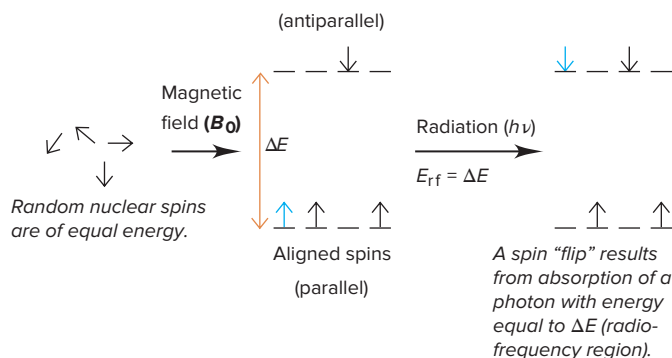 (antiparallel)
Magnetic
field (B0)
ΔE
Radiation (hν)
Erf = ΔE
Random nuclear spins
are of equal energy.
Aligned spins
(parallel)
A spin “flip” results
from absorption of a
photon with energy
equal to ΔE (radio-
frequency region).